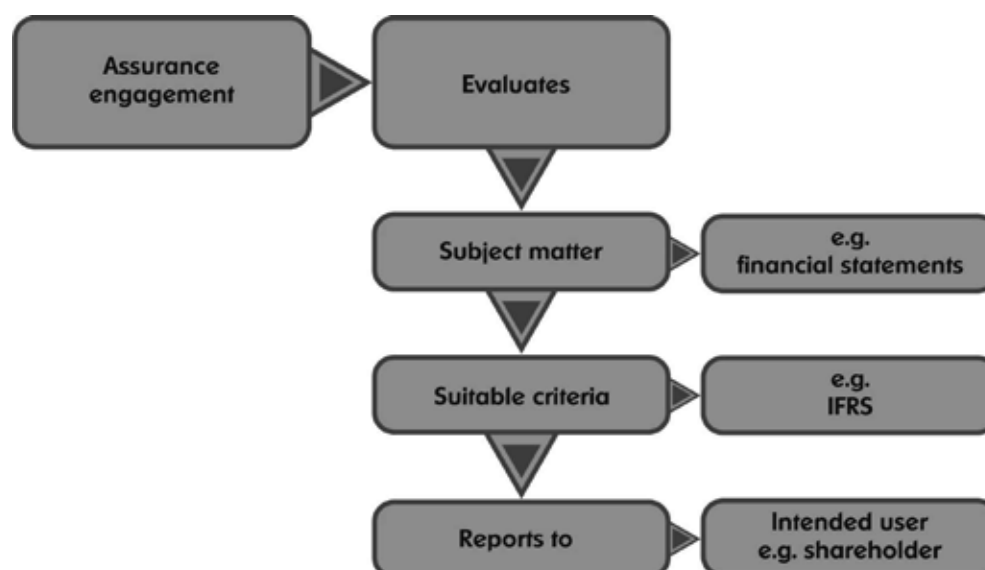 Assurance
engagement
Evaluates
Subject matter
e.g.
financial statements
Suitable criteria
e.g.
IFRS
Reports to
Intended user
e.g. shareholder